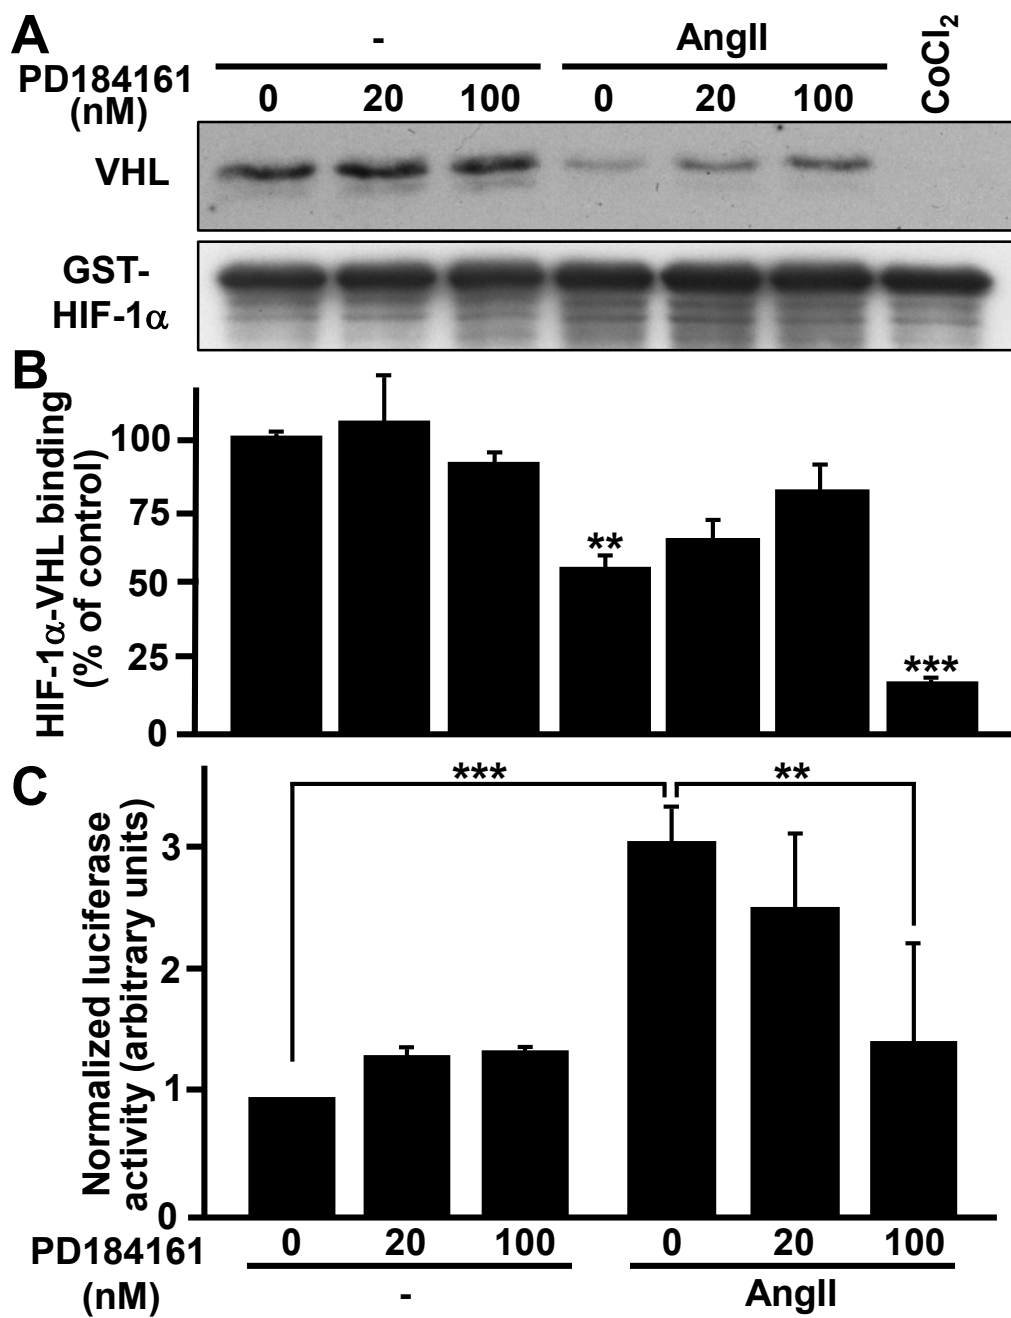 A
-
AngII
CoCl2
PD184161
(nM)
0 20 100 0 20 100
VHL
GST-
HIF-1α
B
HIF-1α-VHL binding
(% of control)
100
75
50
25
0
**
***
C
Normalized luciferase
activity (arbitrary units)
3
2
1
0
***
**
PD184161
(nM)
0 20 100 0 20 100
-
AngII